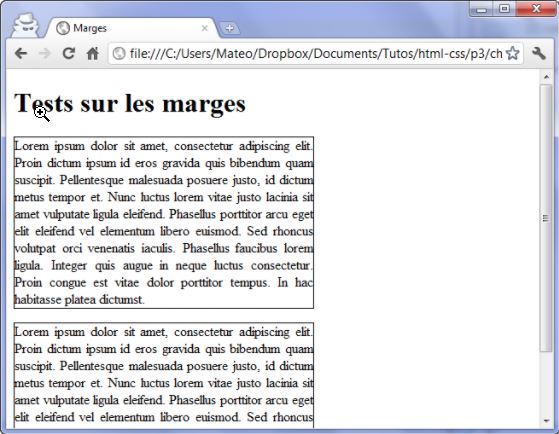 Marges
file:///C:/Users/Mateo/Dropbox/Documents/Tutos/html-css/p3/ch
Tests sur les marges
Lorem ipsum dolor sit amet, consectetur adipiscing elit.
Proin dictum ipsum id eros gravida quis bibendum quam
suscipit. Pellentesque malesuada posuere justo, id dictum
metus tempor et. Nunc luctus lorem vitae justo lacinia sit
amet vulputate ligula eleifend. Phasellus porttitor arcu eget
elit eleifend vel elementum libero euismod. Sed rhoncus
volutpat orci venenatis iaculis. Phasellus faucibus lorem
ligula. Integer quis augue in neque luctus consectetur.
Proin congue est vitae dolor porttitor tempus. In hac
habitasse platea dictumst.
Lorem ipsum dolor sit amet, consectetur adipiscing elit.
Proin dictum ipsum id eros gravida quis bibendum quam
suscipit. Pellentesque malesuada posuere justo, id dictum
metus tempor et. Nunc luctus lorem vitae justo lacinia sit
amet vulputate ligula eleifend. Phasellus porttitor arcu eget
elit eleifend vel elementum libero euismod. Sed rhoncus